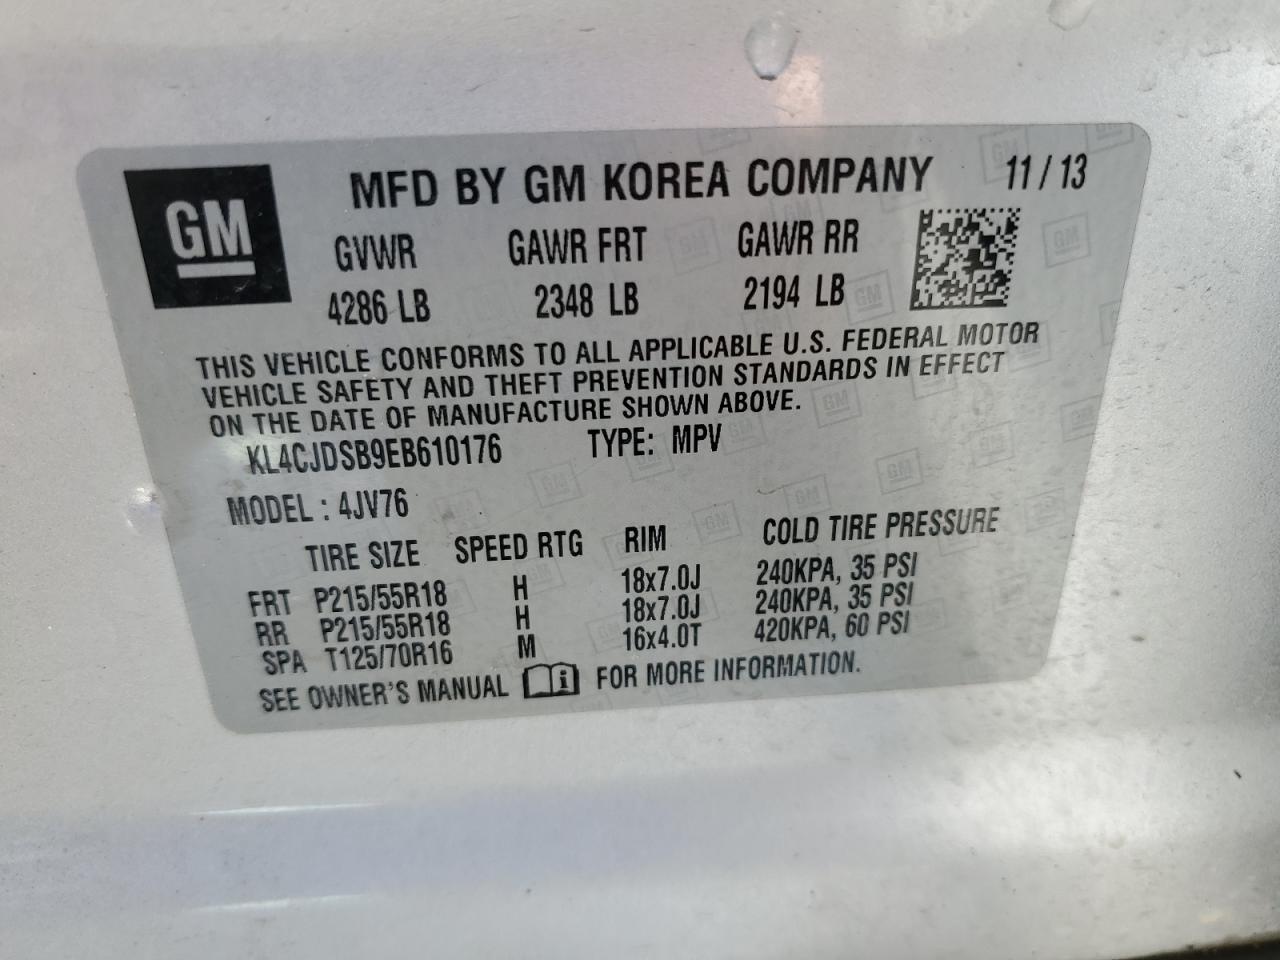 GM
MFD BY GM KOREA COMPANY 11 / 13
GVWR GAWR FRT GAWR RR
4286 LB 2348 LB 2194 LB
THIS VEHICLE CONFORMS TO ALL APPLICABLE U.S. FEDERAL MOTOR
VEHICLE SAFETY AND THEFT PREVENTION STANDARDS IN EFFECT
ON THE DATE OF MANUFACTURE SHOWN ABOVE.
KL4CJDSB9EB610176 TYPE: MPV
MODEL : 4JV76
TIRE SIZE SPEED RTG RIM COLD TIRE PRESSURE
FRT P215/55R18 H 18x7.0J 240KPA, 35 PSI
RR P215/55R18 H 18x7.0J 240KPA, 35 PSI
SPA T125/70R16 M 16x4.0T 420KPA, 60 PSI
SEE OWNER'S MANUAL i FOR MORE INFORMATION.